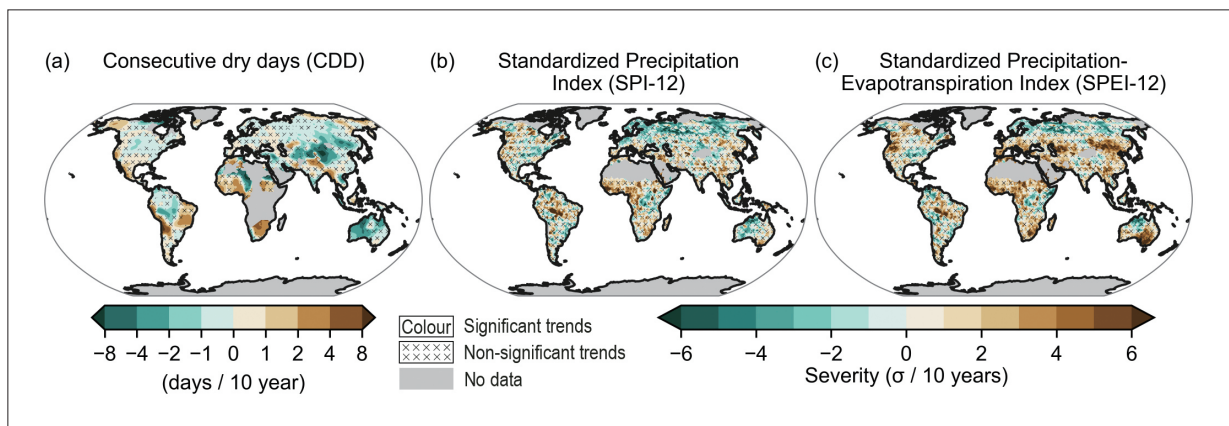 (a) Consecutive dry days (CDD)
(b) Standardized Precipitation
Index (SPI-12)
(c) Standardized Precipitation-
Evapotranspiration Index (SPEI-12)
−8 −4 −2 −1 0 1 2 4 8
(days / 10 year)
Colour Significant trends
Non-significant trends
No data
−6 −4 −2 0 2 4 6
Severity (σ / 10 years)